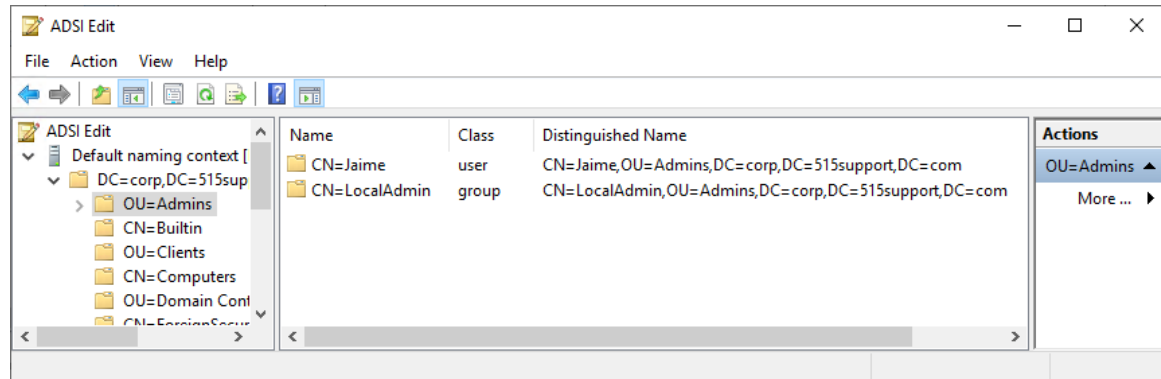 ADSI Edit
File Action View Help
ADSI Edit
Default naming context [
DC=corp,DC=515sup
OU=Admins
CN=Builtin
OU=Clients
CN=Computers
OU=Domain Cont
CN=ForeignSecur
Name Class Distinguished Name
CN=Jaime user CN=Jaime,OU=Admins,DC=corp,DC=515support,DC=com
CN=LocalAdmin group CN=LocalAdmin,OU=Admins,DC=corp,DC=515support,DC=com
Actions
OU=Admins
More ...